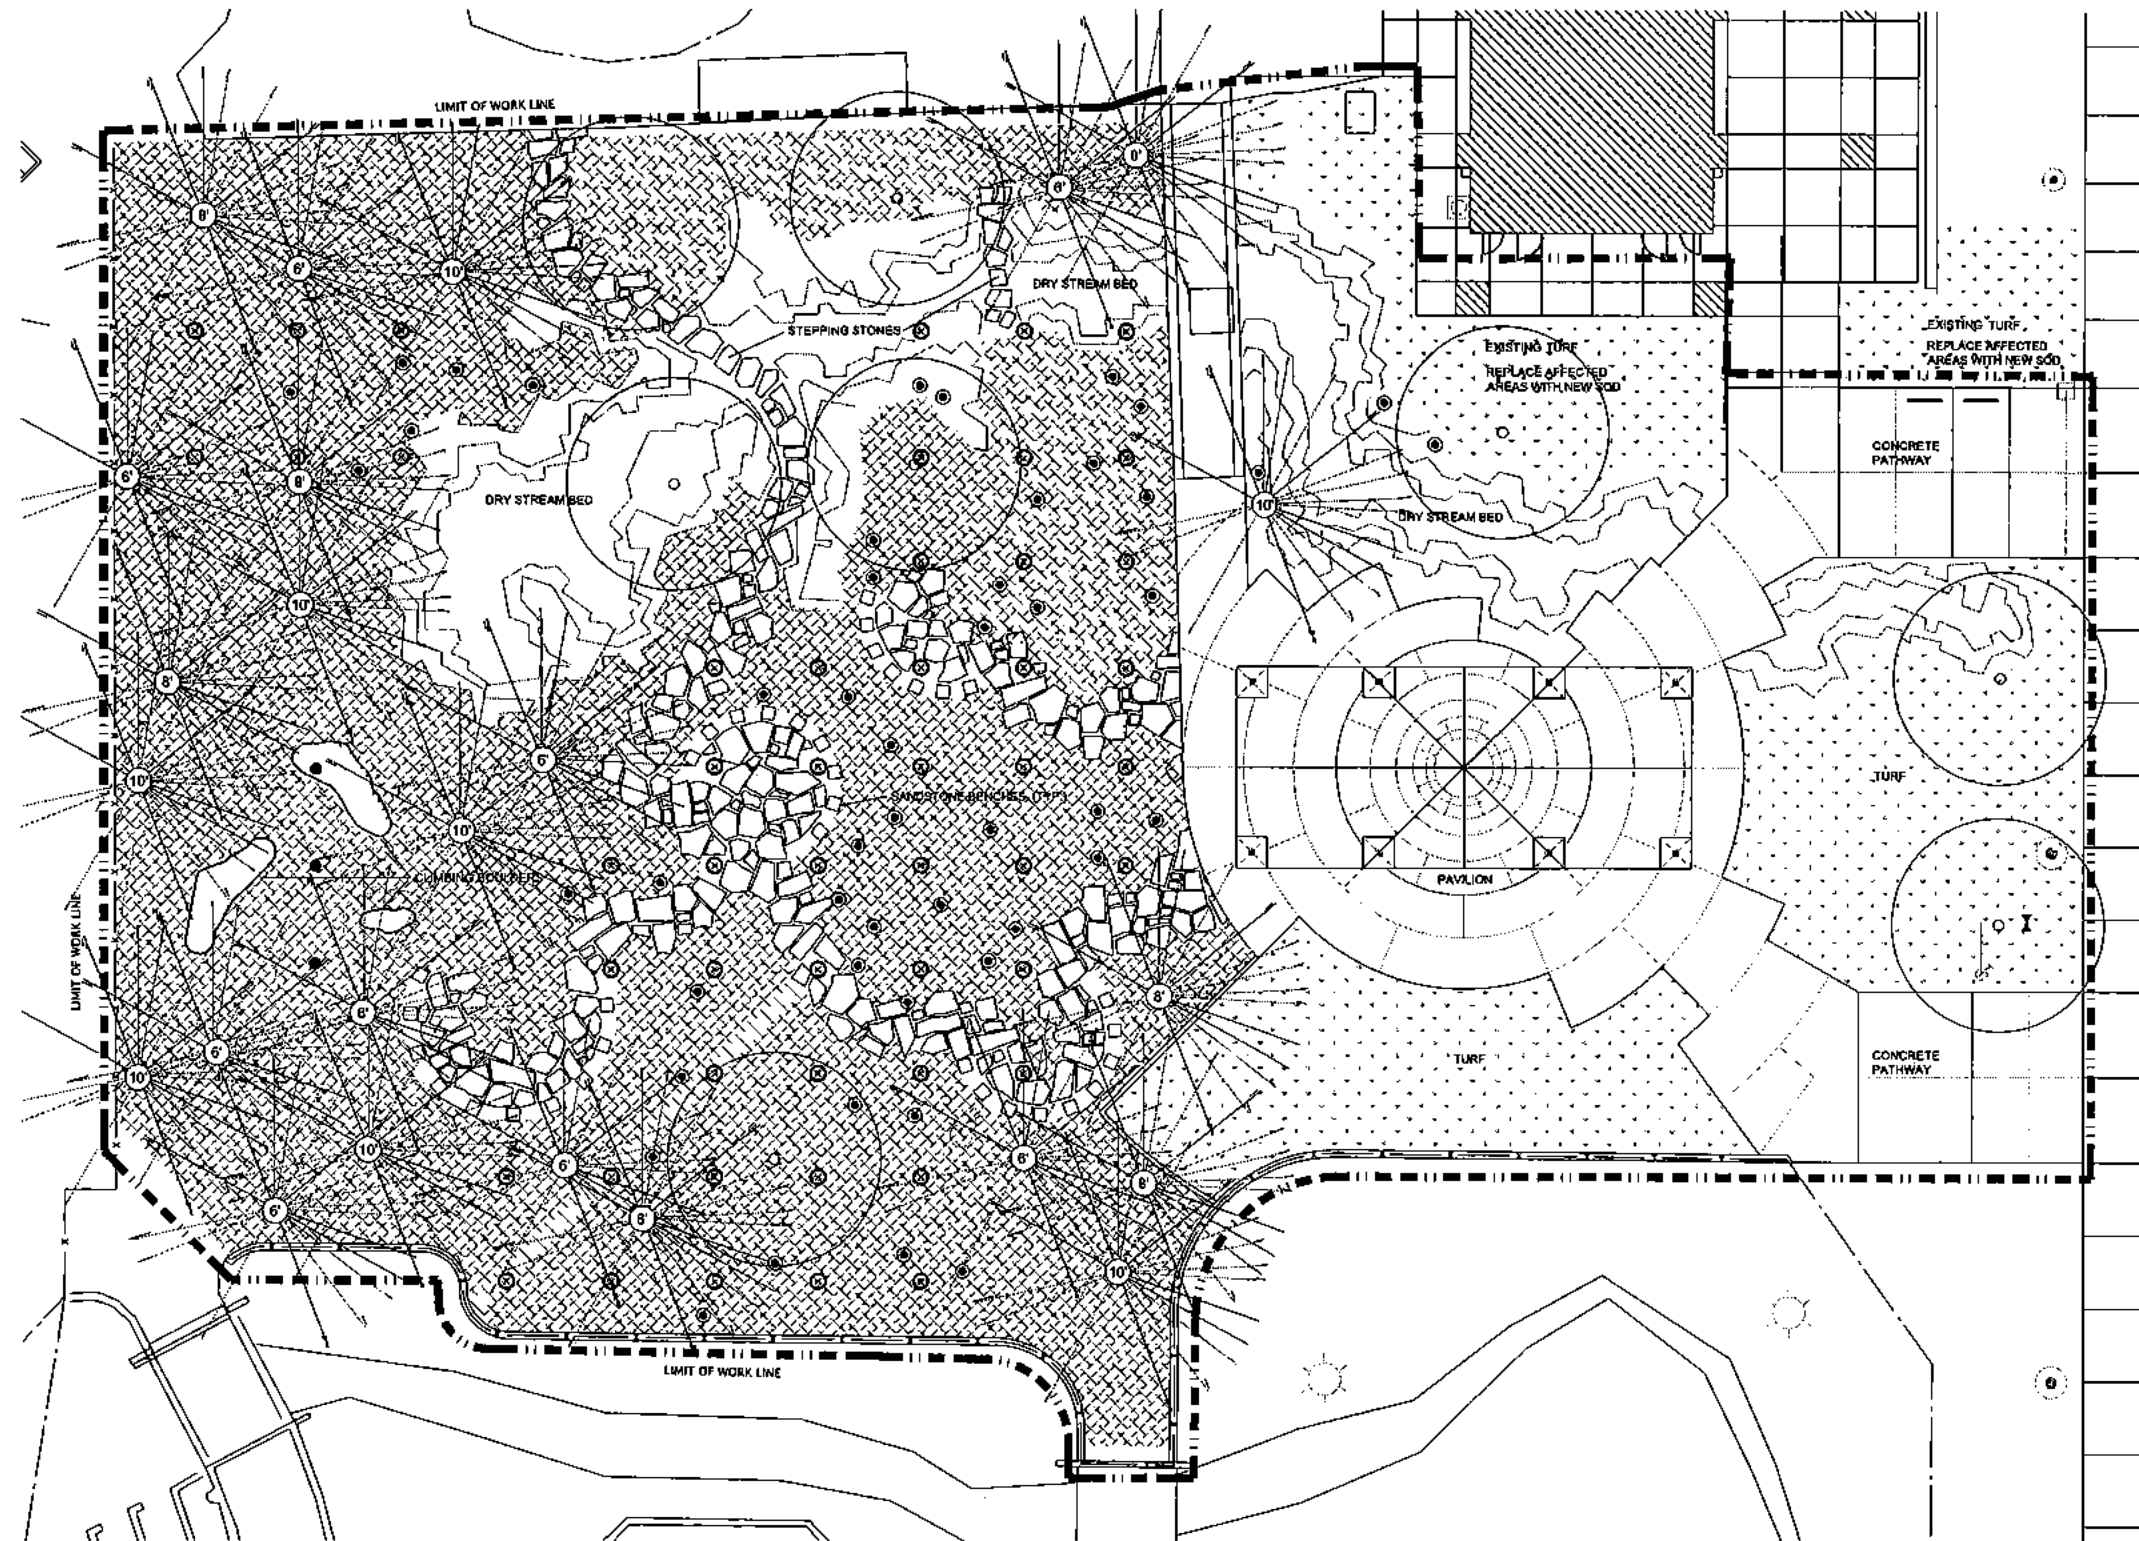 LIMIT OF WORK LINE
8'
6'
8'
6'
10'
DRY STREAM BED
STEPPING STONES
EXISTING TURF
REPLACE AFFECTED
AREAS WITH NEW SOD
EXISTING TURF
REPLACE AFFECTED
AREAS WITH NEW SOD
CONCRETE
PATHWAY
6'
8'
DRY STREAM BED
10'
DRY STREAM BED
10'
8'
6'
10'
TURF
SANDSTONE BENCHES (TYP.)
10'
CLIMBING BOULDERS
PAVILION
LIMIT OF WORK LINE
8'
8'
6'
10'
TURF
CONCRETE
PATHWAY
10'
6'
6'
8'
6'
8'
10'
LIMIT OF WORK LINE